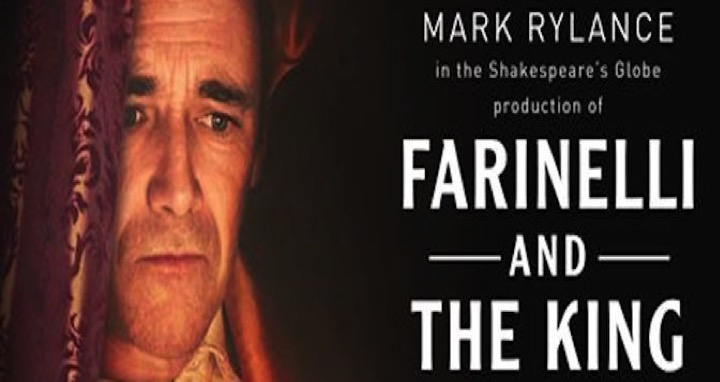 MARK RYLANCE
in the Shakespeare's Globe
production of
FARINELLI
AND
THE KING